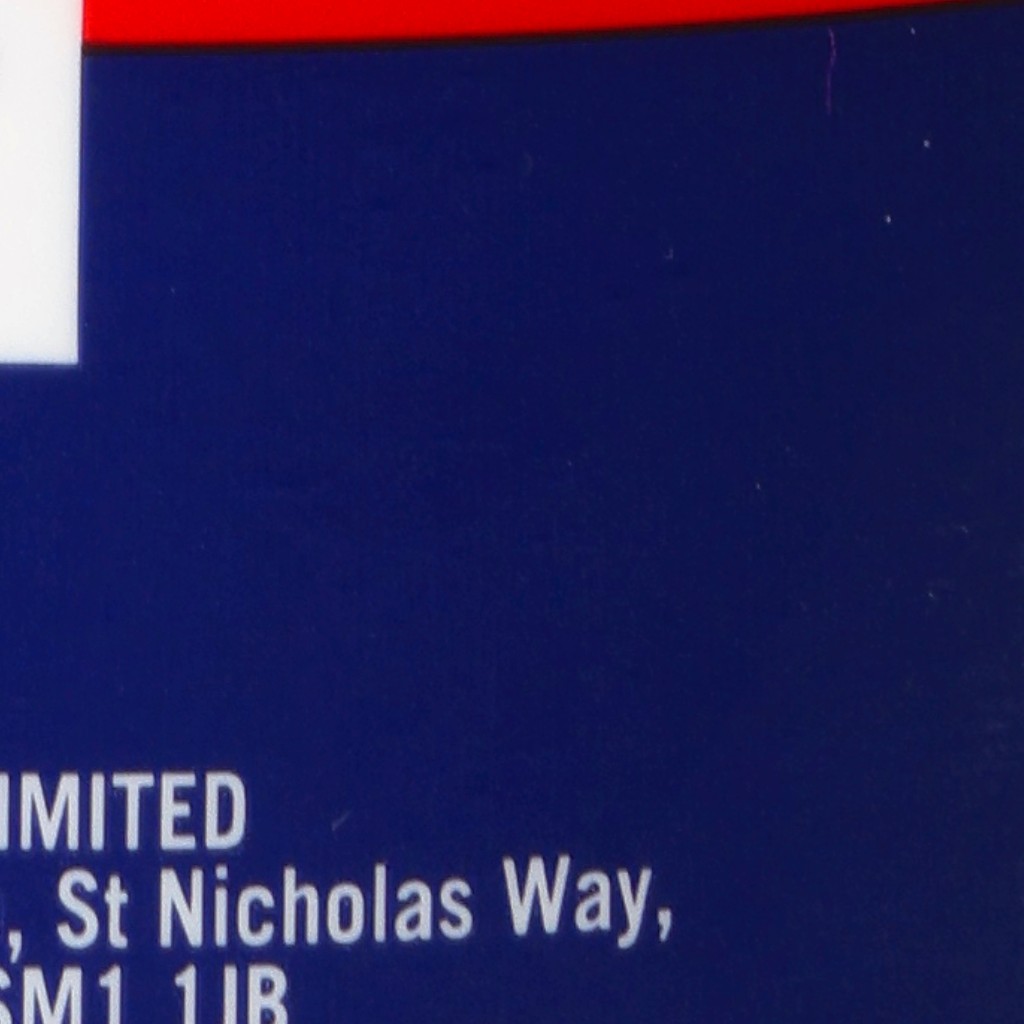 IMITED
, St Nicholas Way,
SM1 1JB